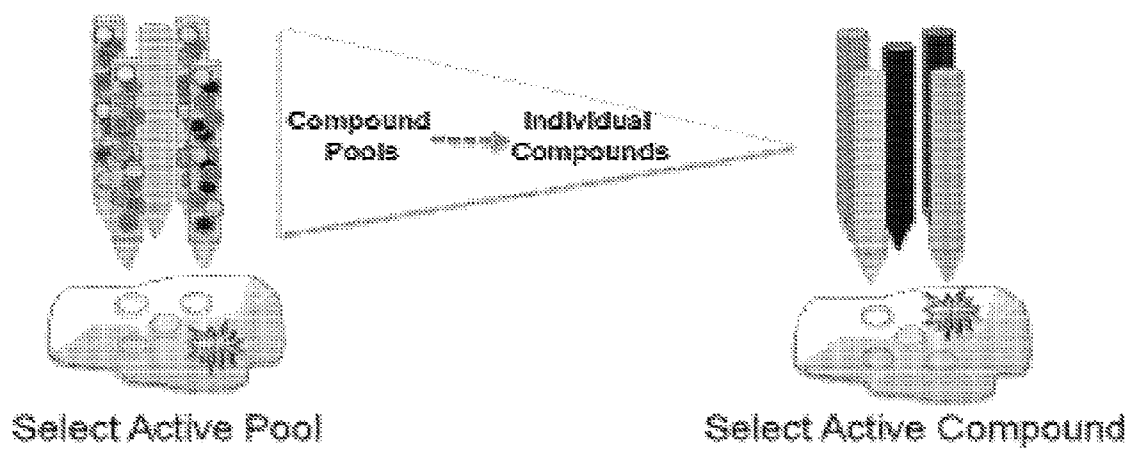 Compound
Pools
Individual
Compounds
Select Active Pool
Select Active Compound